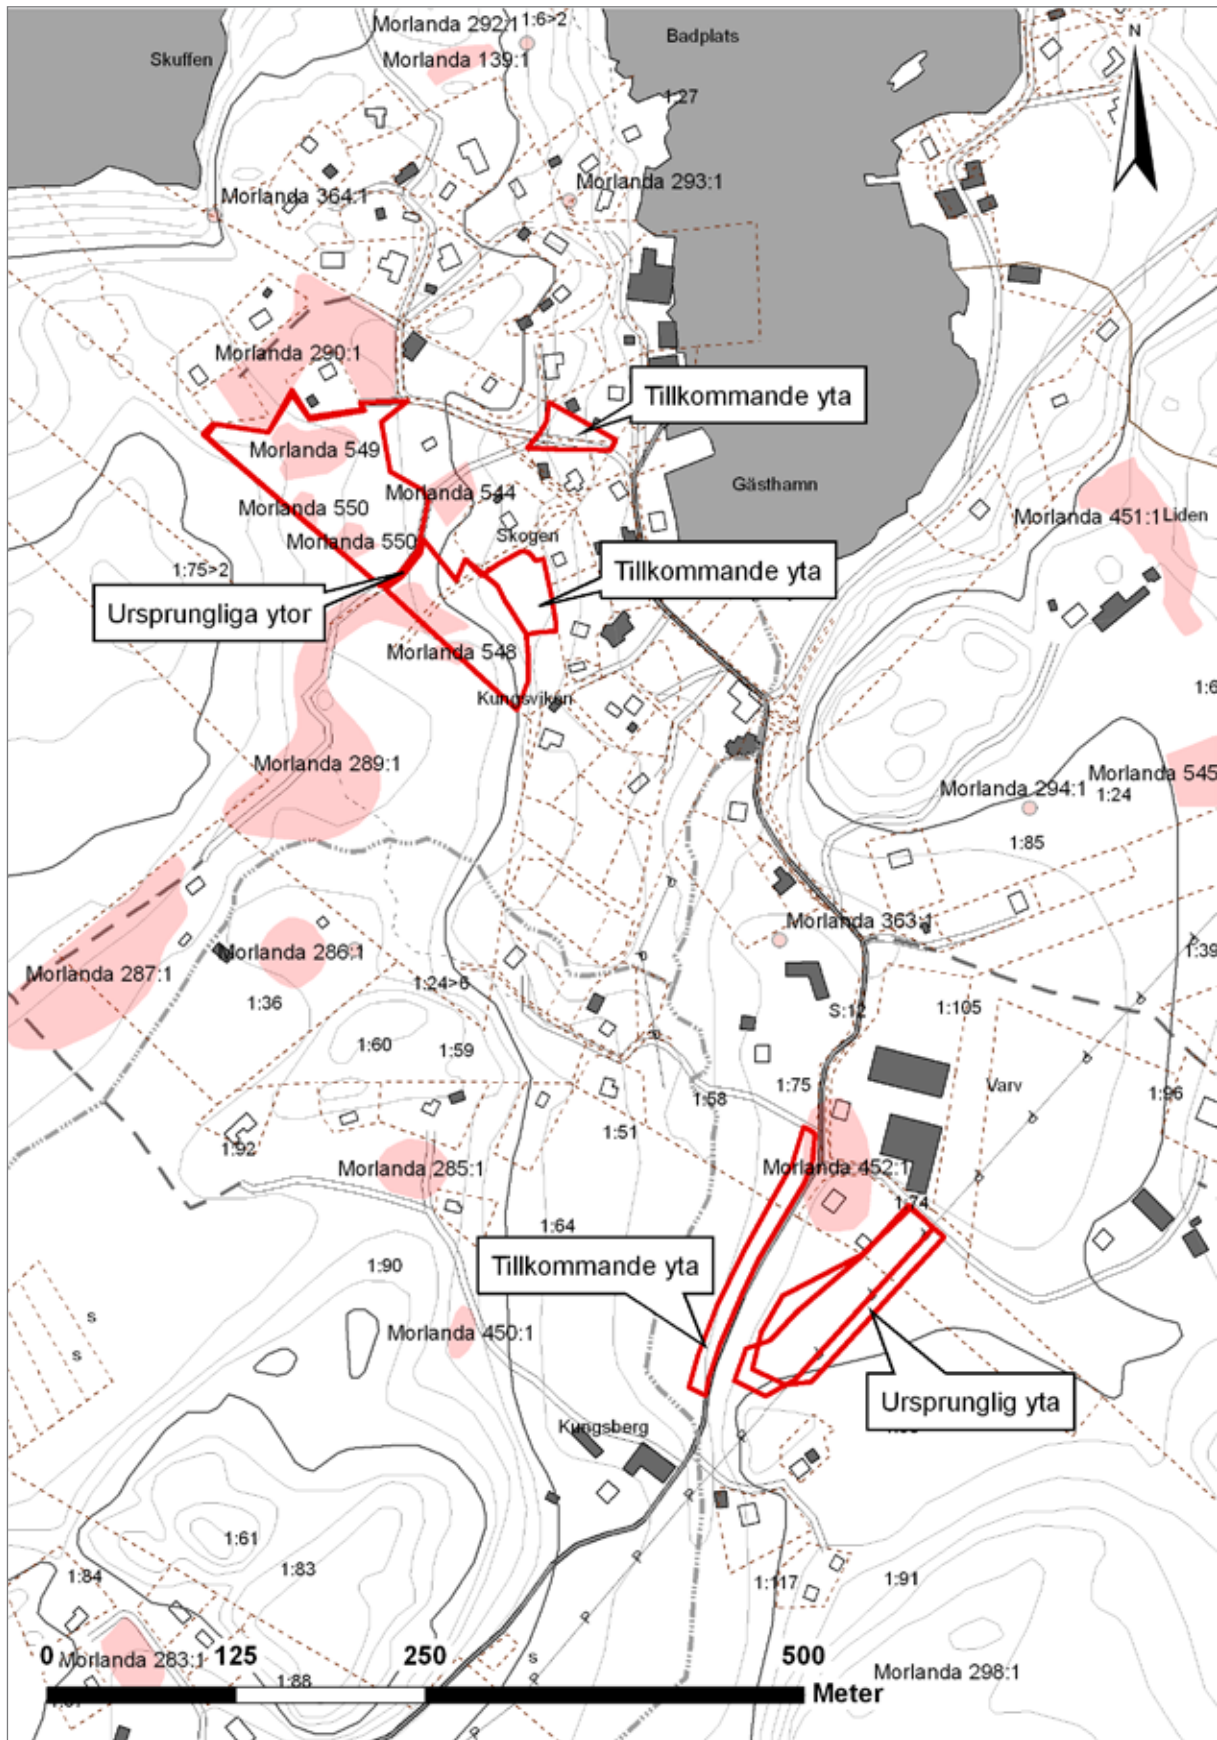 Morlanda 292:1
1:6>2
Badplats
Skuffen
Morlanda 139:1
N
1:27
Morlanda 293:1
Morlanda 364:1
Morlanda 290:1
Tillkommande yta
Morlanda 549
Gästhamn
Morlanda 544
Morlanda 550
Morlanda 451:1
Liden
Skogen
Morlanda 550
1:75>2
Tillkommande yta
Ursprungliga ytor
Morlanda 548
1:6
Kungsviken
Morlanda 289:1
Morlanda 545
Morlanda 294:1
1:24
1:85
Morlanda 363:1
Morlanda 286:1
1:39
Morlanda 287:1
1:24>6
1:36
S:12
1:105
1:60
1:59
1:75
Varv
1:58
1:96
1:51
1:92
Morlanda 285:1
Morlanda 452:1
1:74
1:64
Tillkommande yta
1:90
s
Morlanda 450:1
s
Ursprunglig yta
Kungsberg
P
P
1:61
1:83
1:84
1:117
1:91
P
0
125
250
500
Morlanda 283:1
s
Morlanda 298:1
1:88
P
Meter
P